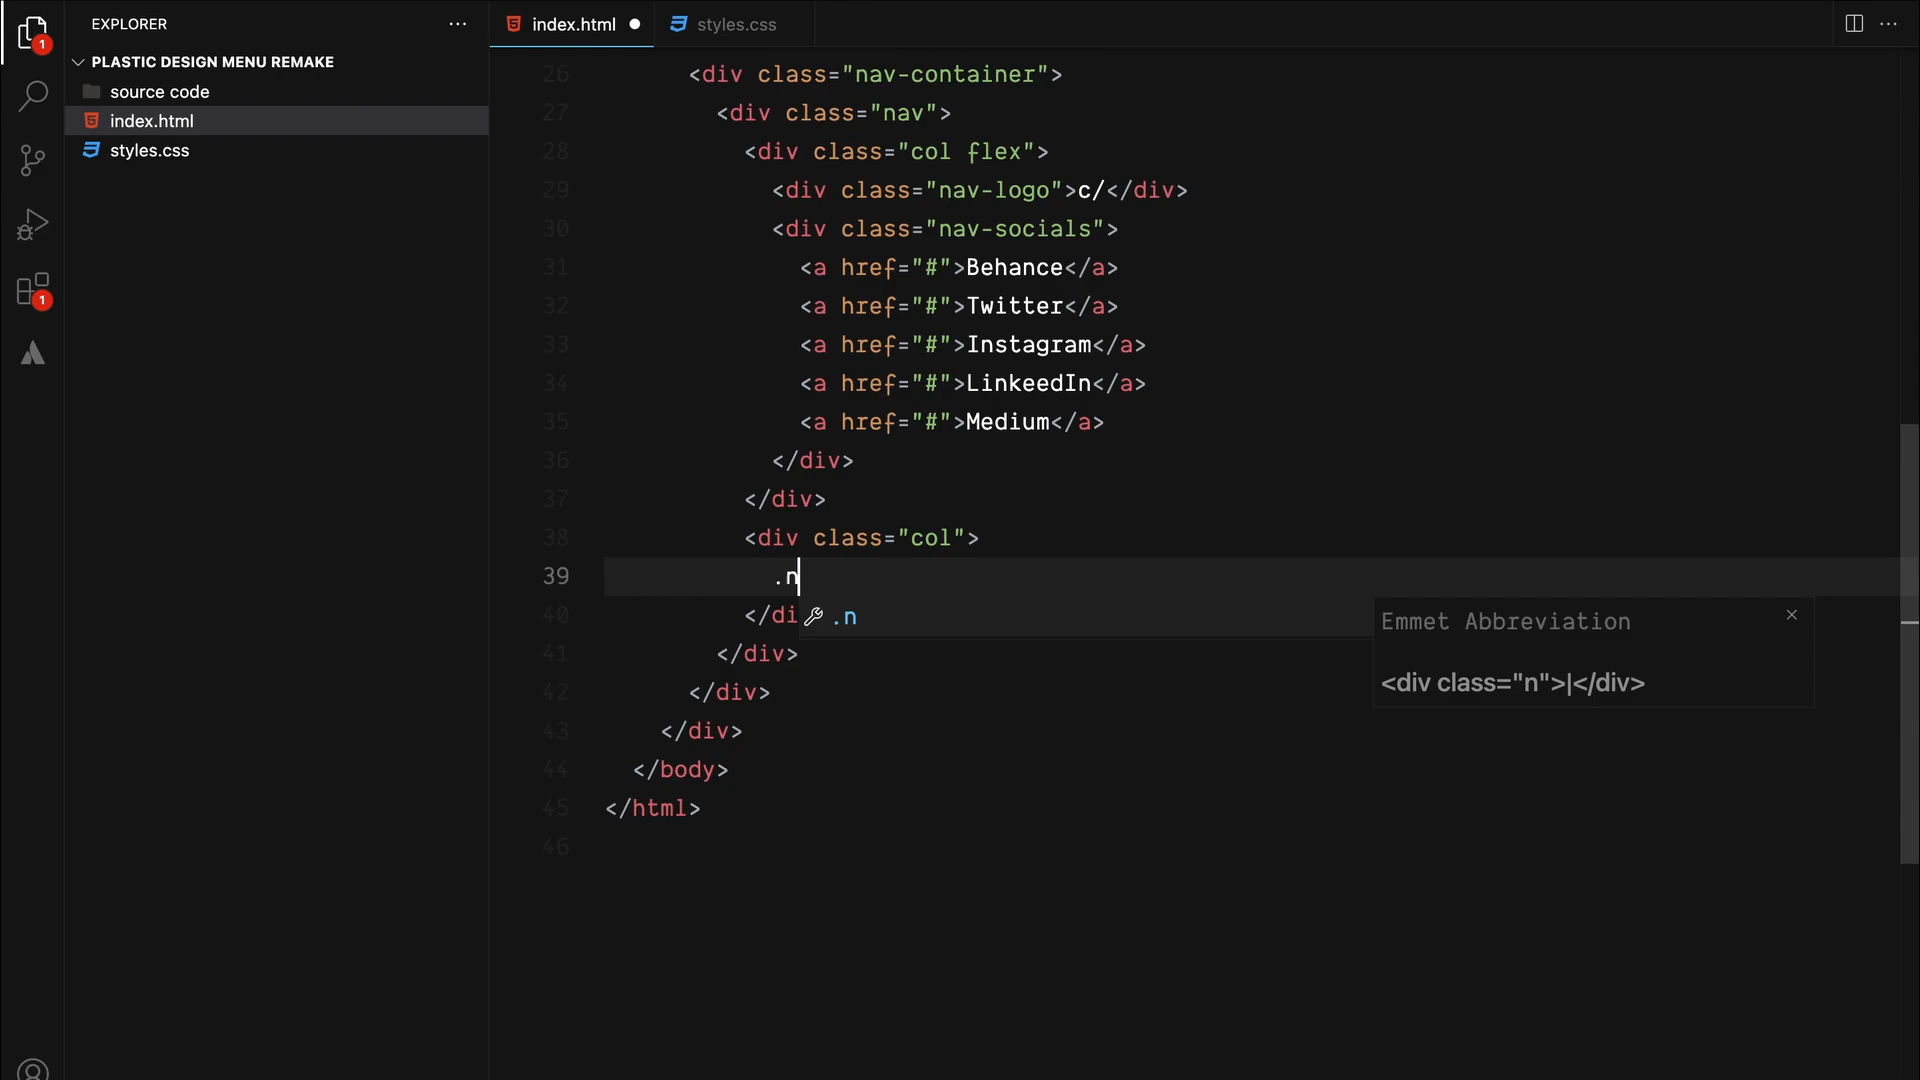 EXPLORER
PLASTIC DESIGN MENU REMAKE
source code
index.html
styles.css
1
1
index.html
styles.css
26 <div class="nav-container">
27 <div class="nav">
28 <div class="col flex">
29 <div class="nav-logo">c/</div>
30 <div class="nav-socials">
31 <a href="#">Behance</a>
32 <a href="#">Twitter</a>
33 <a href="#">Instagram</a>
34 <a href="#">LinkeedIn</a>
35 <a href="#">Medium</a>
36 </div>
37 </div>
38 <div class="col">
39 .n
40 </di
.n
41 </div>
42 </div>
43 </div>
44 </body>
45 </html>
46
Emmet Abbreviation
<div class="n">|</div>